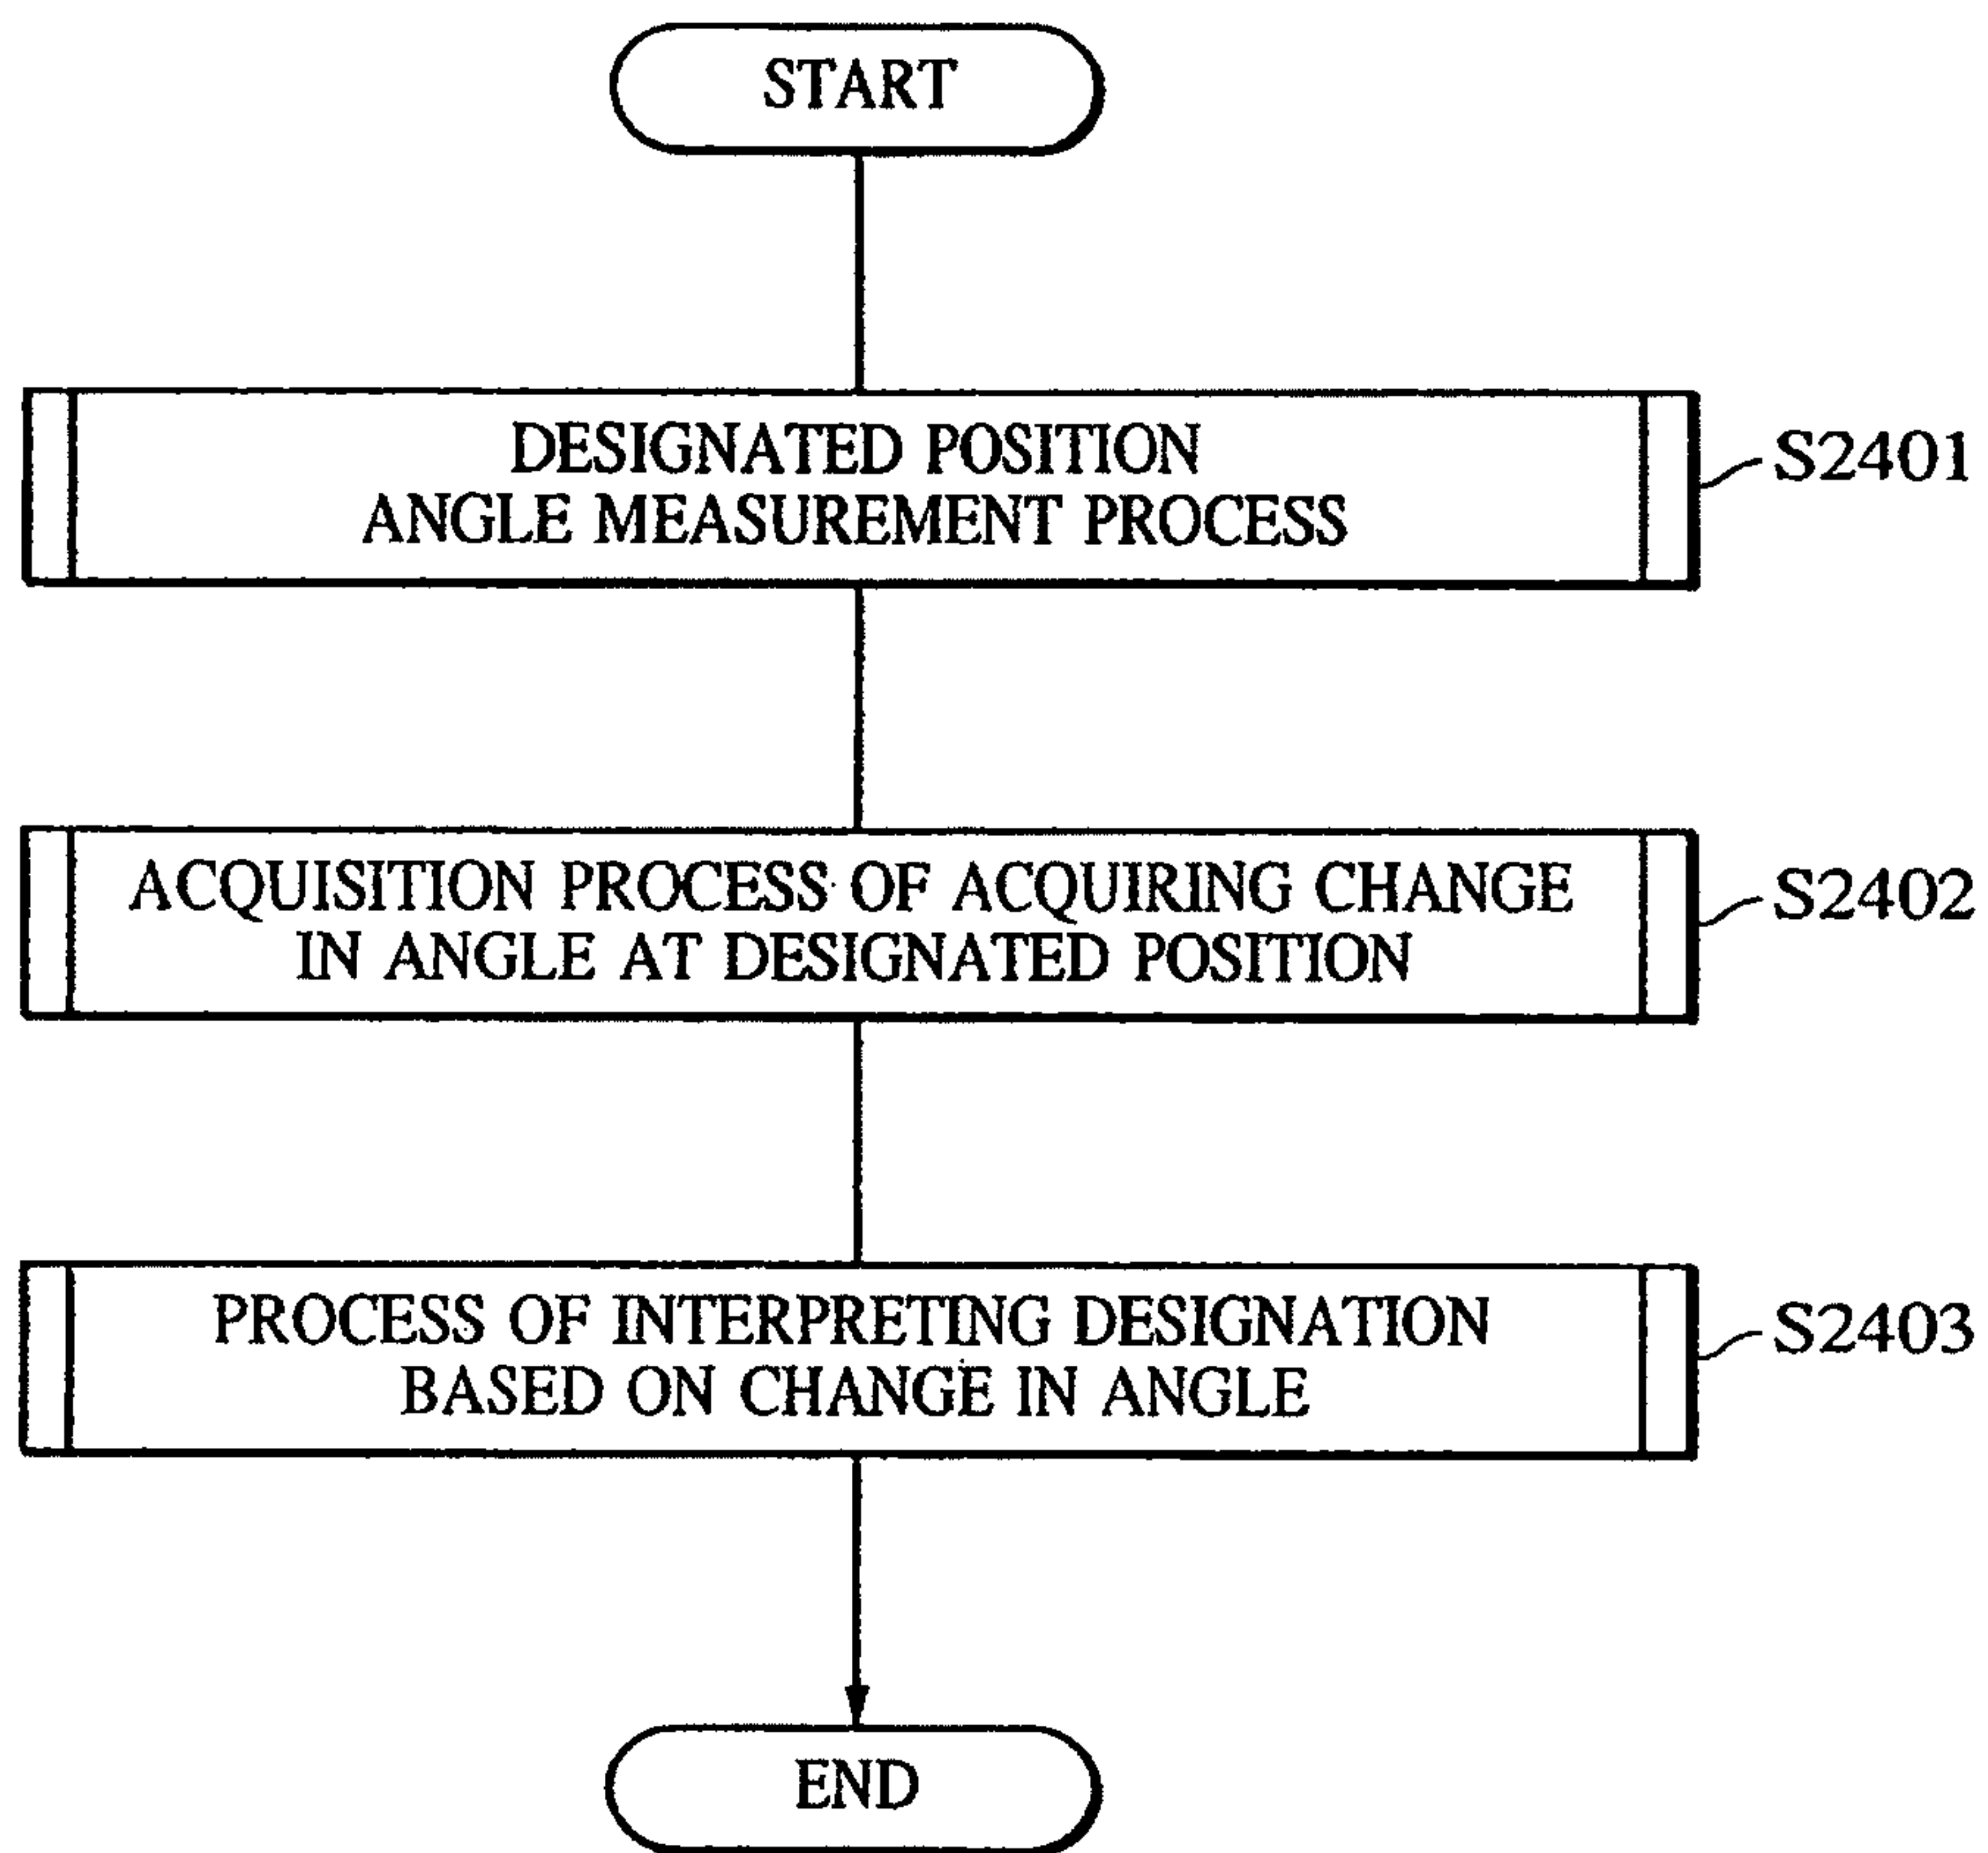 START
DESIGNATED POSITION
ANGLE MEASUREMENT PROCESS
S2401
ACQUISITION PROCESS OF ACQUIRING CHANGE
IN ANGLE AT DESIGNATED POSITION
S2402
PROCESS OF INTERPRETING DESIGNATION
BASED ON CHANGE IN ANGLE
S2403
END